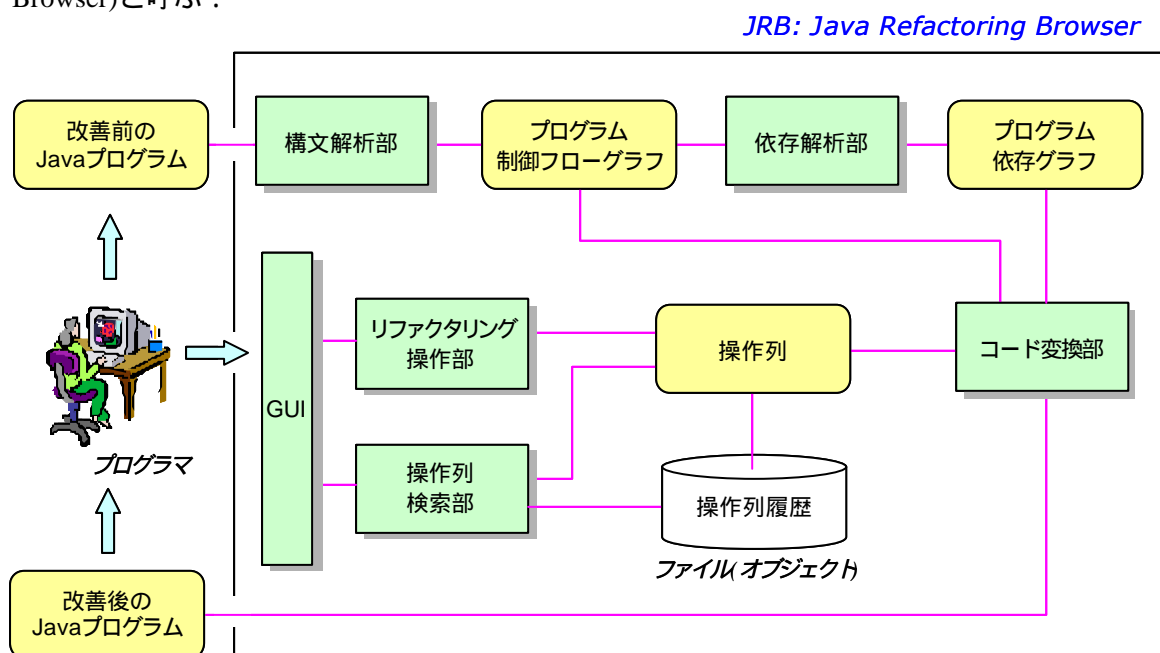 Browser)と呼ぶ．
JRB: Java Refactoring Browser
改善前の
Javaプログラム
構文解析部
プログラム
制御フローグラフ
依存解析部
プログラム
依存グラフ
GUI
リファクタリング
操作部
操作列
コード変換部
プログラマ
操作列
検索部
操作列履歴
ファイル(オブジェクト)
改善後の
Javaプログラム